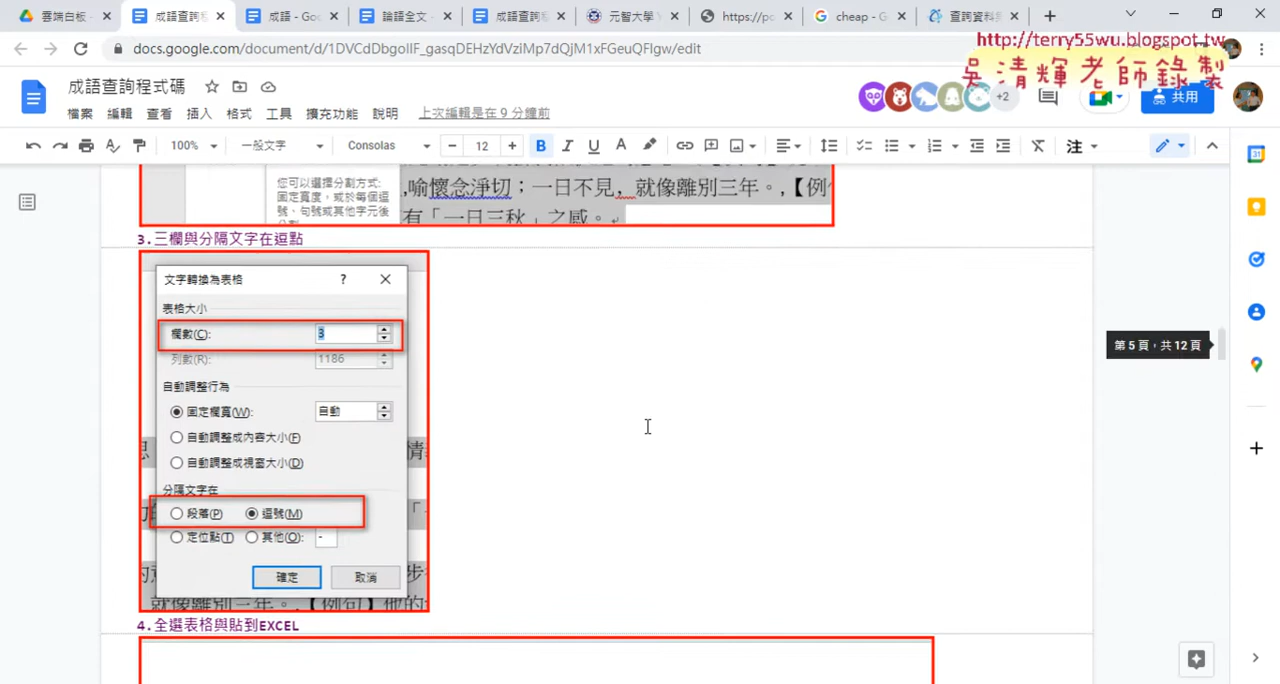 雲端白板 -
成語查詢程
成語 - Goo
論語全文 -
成語查詢程
元智大學 Y
https://po
cheap - G
查詢資料庫
docs.google.com/document/d/1DVCdDbgoIIF_gasqDEHzYdVziMp7dQjM1xFGeuQFIgw/edit
http://terry55wu.blogspot.tw
吳清輝老師錄製
成語查詢程式碼
檔案 編輯 查看 插入 格式 工具 擴充功能 說明 上次編輯是在 9 分鐘前
+2
共用
100% 一般文字 Consolas - 12 + B I U A 注
您可以選擇分割方式:
固定寬度，或於每個逗
號、句號或其他字元後
,喻懷念淨切；一日不見，就像離別三年。,【例
有「一日三秋」之感。
3.三欄與分隔文字在逗點
文字轉換為表格 ?
表格大小
欄數(C): 3
列數(R): 1186
自動調整行為
固定欄寬(W): 自動
自動調整成內容大小(F)
自動調整成視窗大小(D)
分隔文字在
段落(P) 逗號(M)
定位點(T) 其他(O): -
確定 取消
就像離別三年。,【例句】他的
4.全選表格與貼到EXCEL
第 5 頁，共 12 頁
31